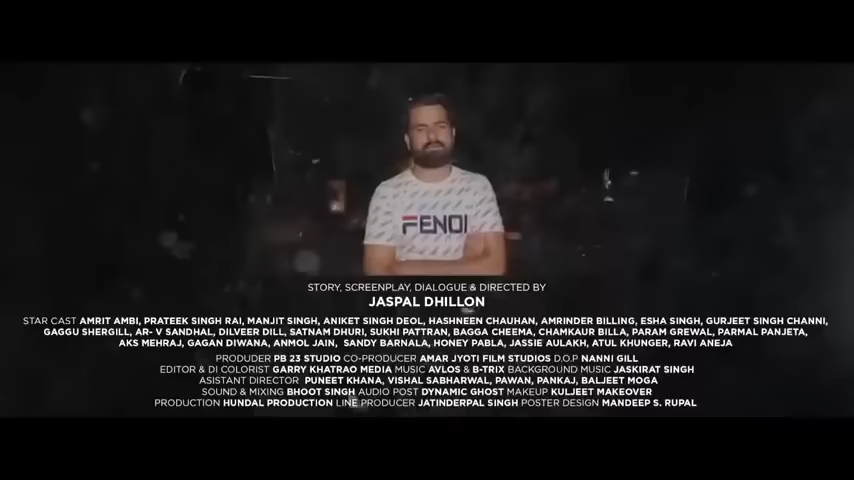 FENDI
STORY, SCREENPLAY, DIALOGUE & DIRECTED BY
JASPAL DHILLON
STAR CAST AMRIT AMBI, PRATEEK SINGH RAI, MANJIT SINGH, ANIKET SINGH DEOL, HASHNEEN CHAUHAN, AMRINDER BILLING, ESHA SINGH, GURJEET SINGH CHANNI,
GAGGU SHERGILL, AR- V SANDHAL, DILVEER DILL, SATNAM DHURI, SUKHI PATTRAN, BAGGA CHEEMA, CHAMKAUR BILLA, PARAM GREWAL, PARMAL PANJETA,
AKS MEHRAJ, GAGAN DIWANA, ANMOL JAIN, SANDY BARNALA, HONEY PABLA, JASSIE AULAKH, ATUL KHUNGER, RAVI ANEJA
PRODUDER PB 23 STUDIO CO-PRODUCER AMAR JYOTI FILM STUDIOS D.O.P NANNI GILL
EDITOR & DI COLORIST GARRY KHATRAO MEDIA MUSIC AVLOS & B-TRIX BACKGROUND MUSIC JASKIRAT SINGH
ASISTANT DIRECTOR PUNEET KHANA, VISHAL SABHARWAL, PAWAN, PANKAJ, BALJEET MOGA
SOUND & MIXING BHOOT SINGH AUDIO POST DYNAMIC GHOST MAKEUP KULJEET MAKEOVER
PRODUCTION HUNDAL PRODUCTION LINE PRODUCER JATINDERPAL SINGH POSTER DESIGN MANDEEP S. RUPAL